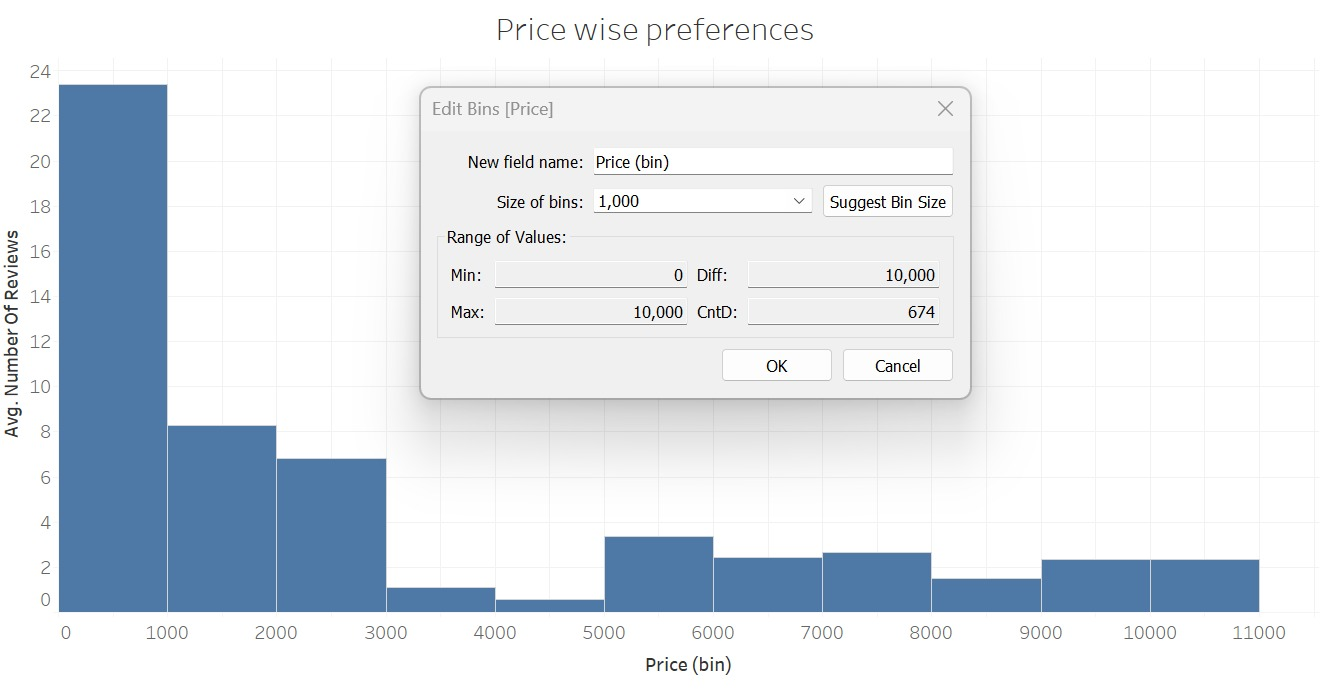 Price wise preferences
24
22
20
18
16
14
12
10
8
6
4
2
0
Avg. Number Of Reviews
Edit Bins [Price]
New field name: Price (bin)
Size of bins: 1,000 Suggest Bin Size
Range of Values:
Min: 0 Diff: 10,000
Max: 10,000 CntD: 674
OK Cancel
0 1000 2000 3000 4000 5000 6000 7000 8000 9000 10000 11000
Price (bin)